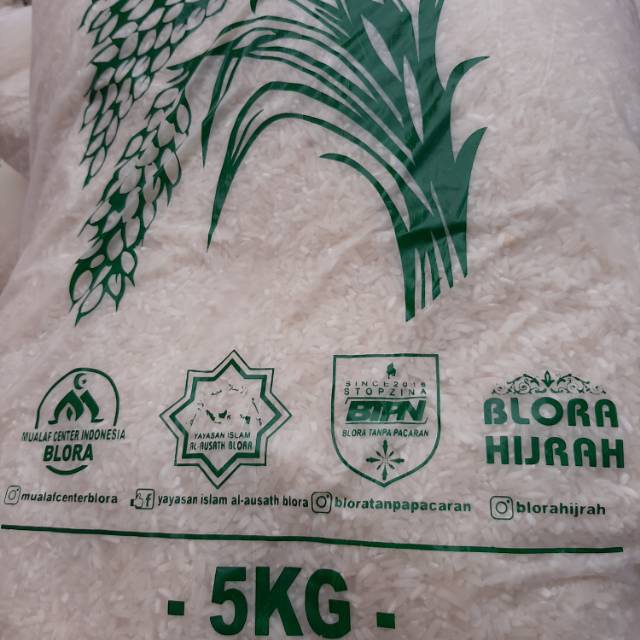 MUALAF CENTER INDONESIA
BLORA
YAYASAN ISLAM
AL-AUSATH BLORA
SINCE 2018
STOPZINA
BTPN
BLORA TANPA PACARAN
BLORA
HIJRAH
mualafcenterblora
yayasan islam al-ausath blora
bloratanpapacaran
blorahijrah
- 5KG -